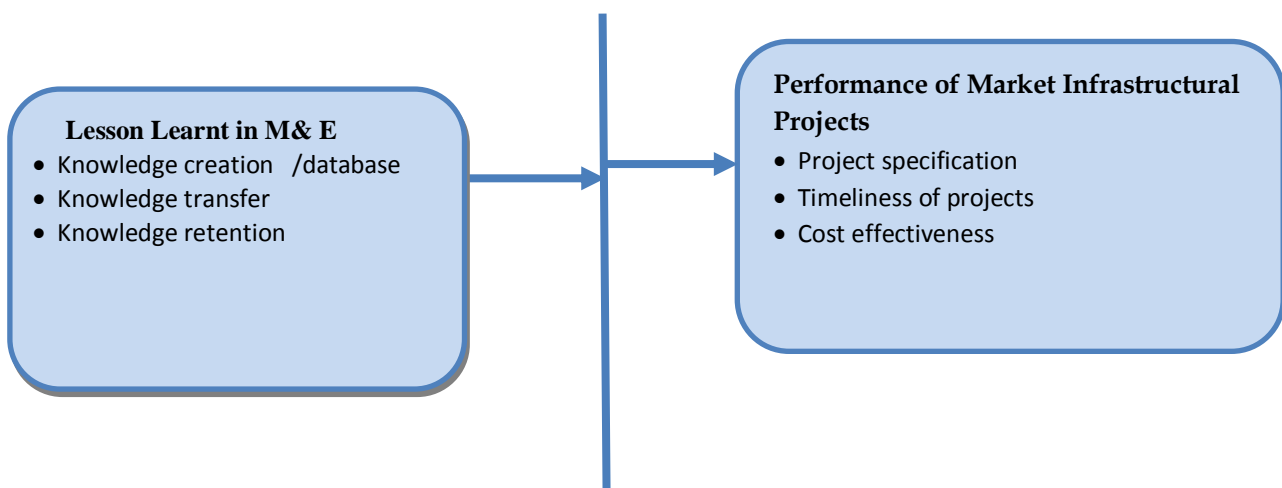 Lesson Learnt in M& E
• Knowledge creation /database
• Knowledge transfer
• Knowledge retention
Performance of Market Infrastructural
Projects
• Project specification
• Timeliness of projects
• Cost effectiveness